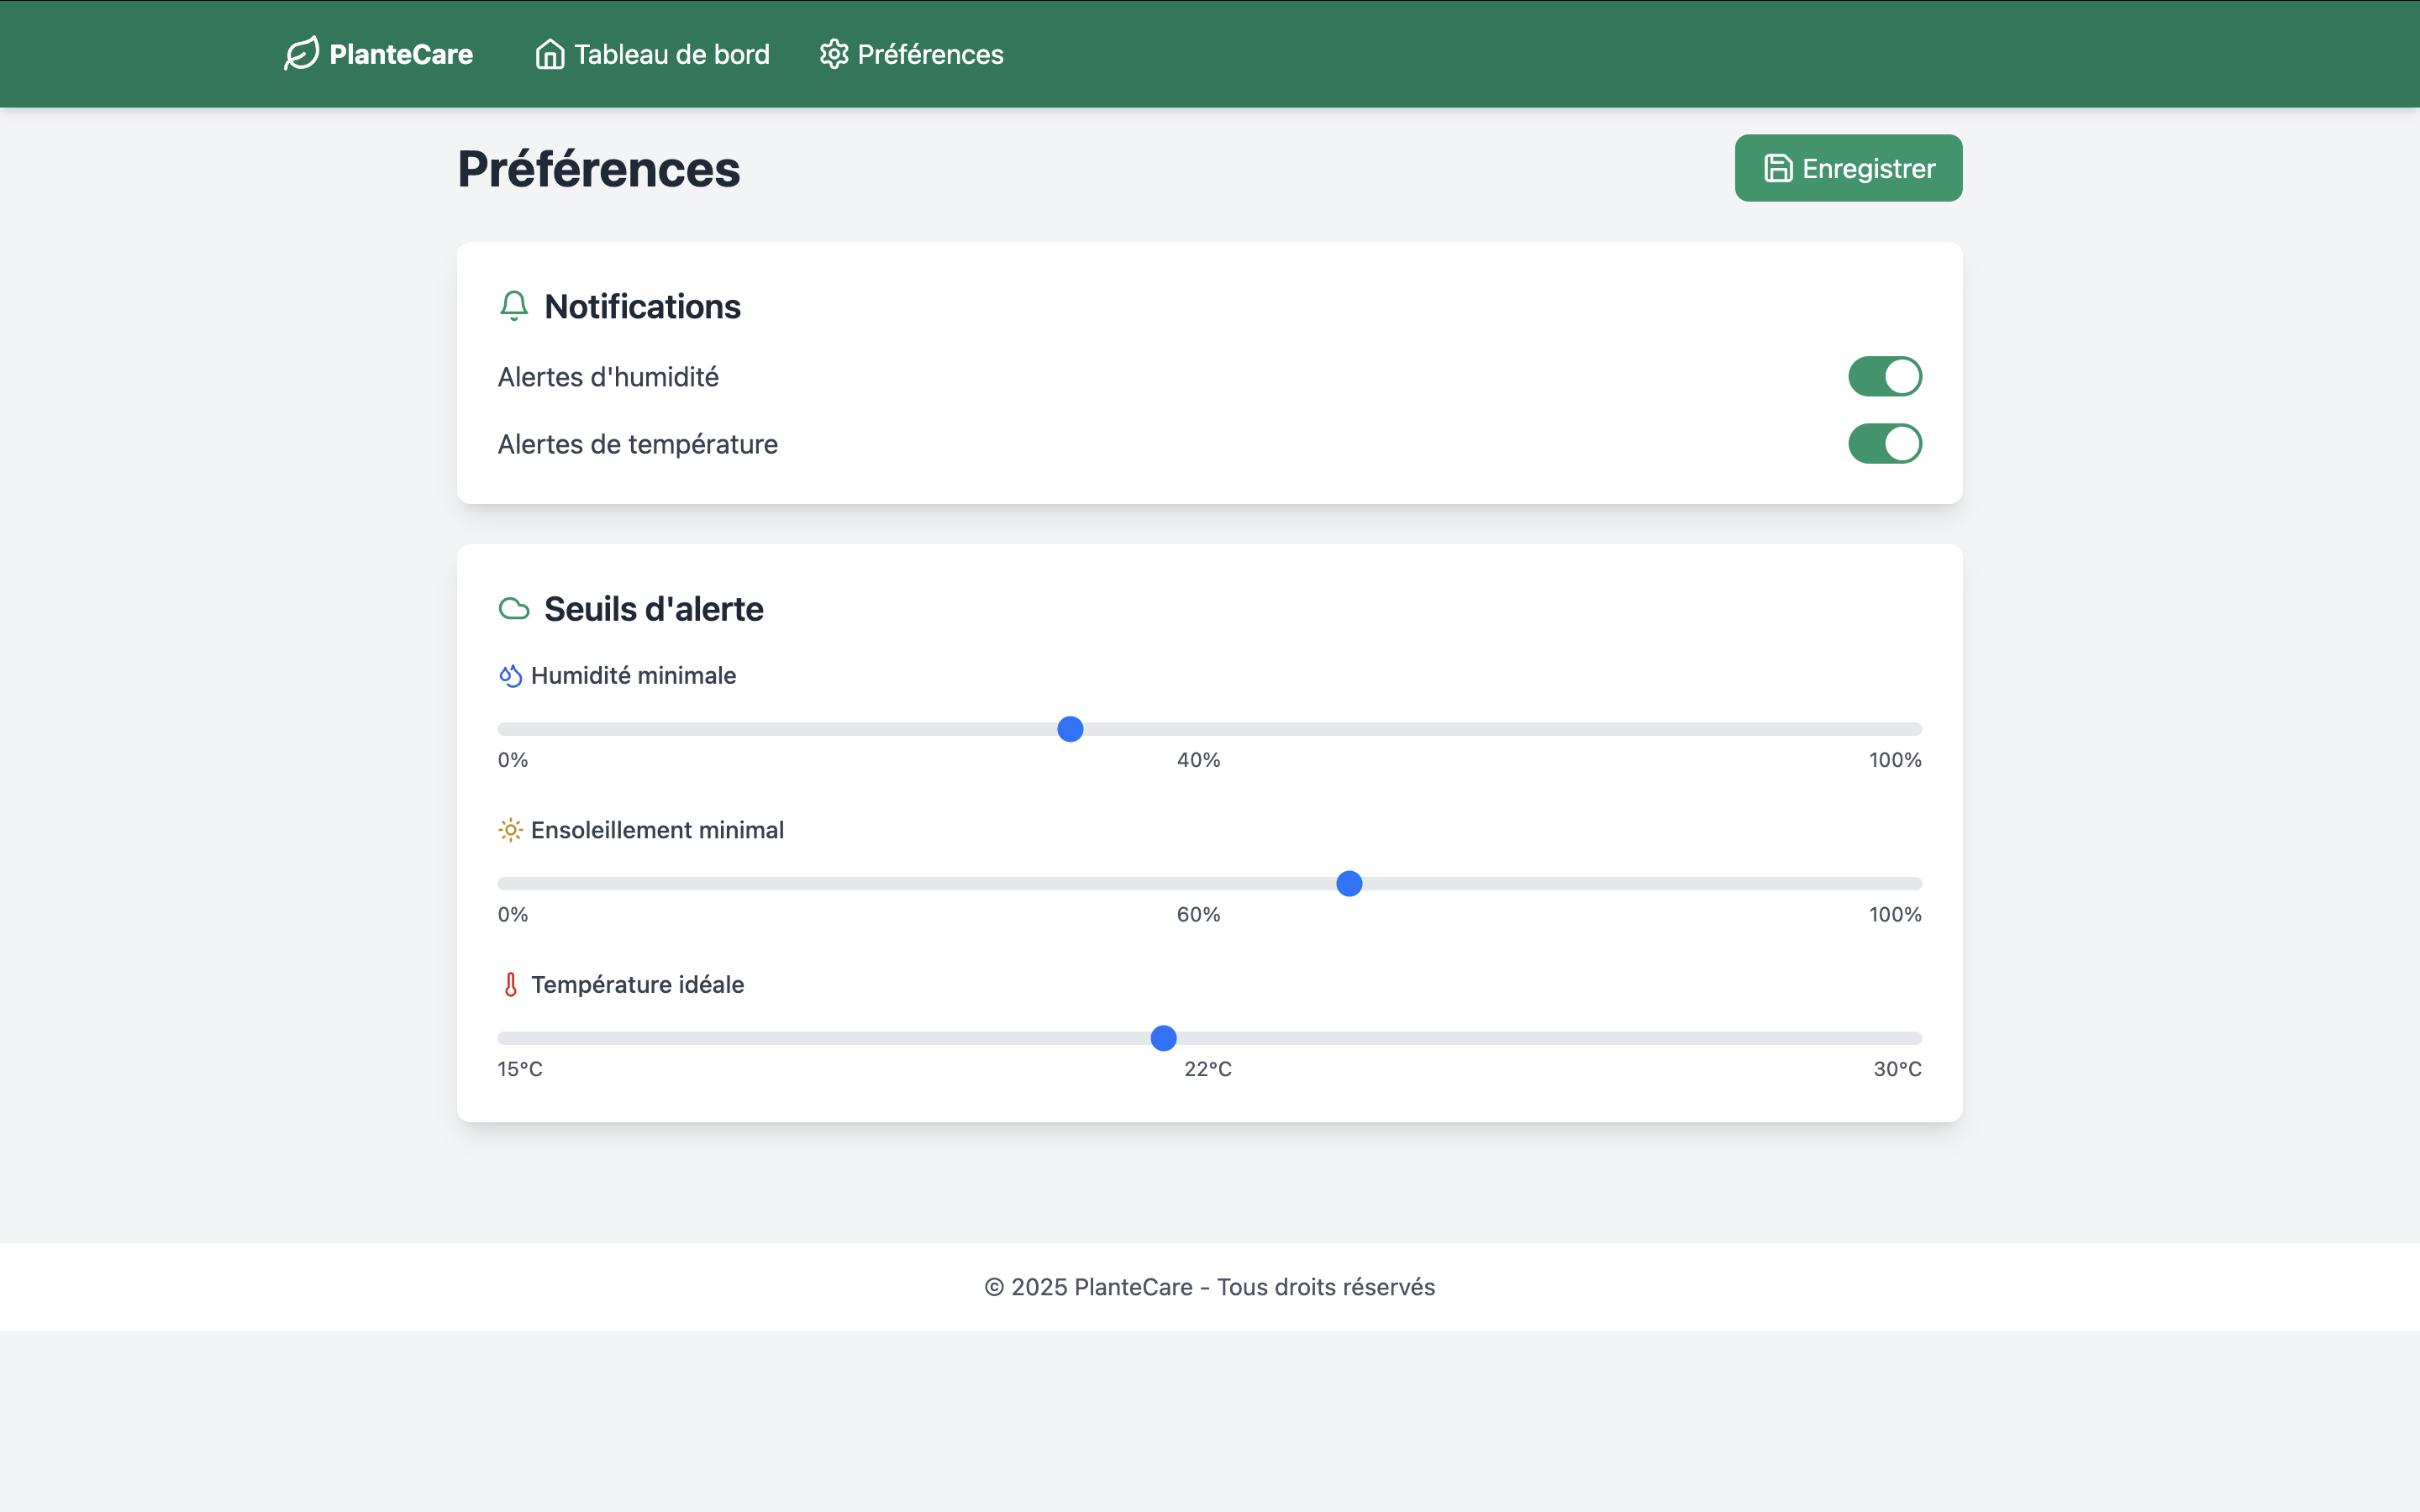 PlanteCare Tableau de bord Préférences
Préférences
Enregistrer
Notifications
Alertes d'humidité
Alertes de température
Seuils d'alerte
Humidité minimale
0% 40% 100%
Ensoleillement minimal
0% 60% 100%
Température idéale
15°C 22°C 30°C
© 2025 PlanteCare - Tous droits réservés